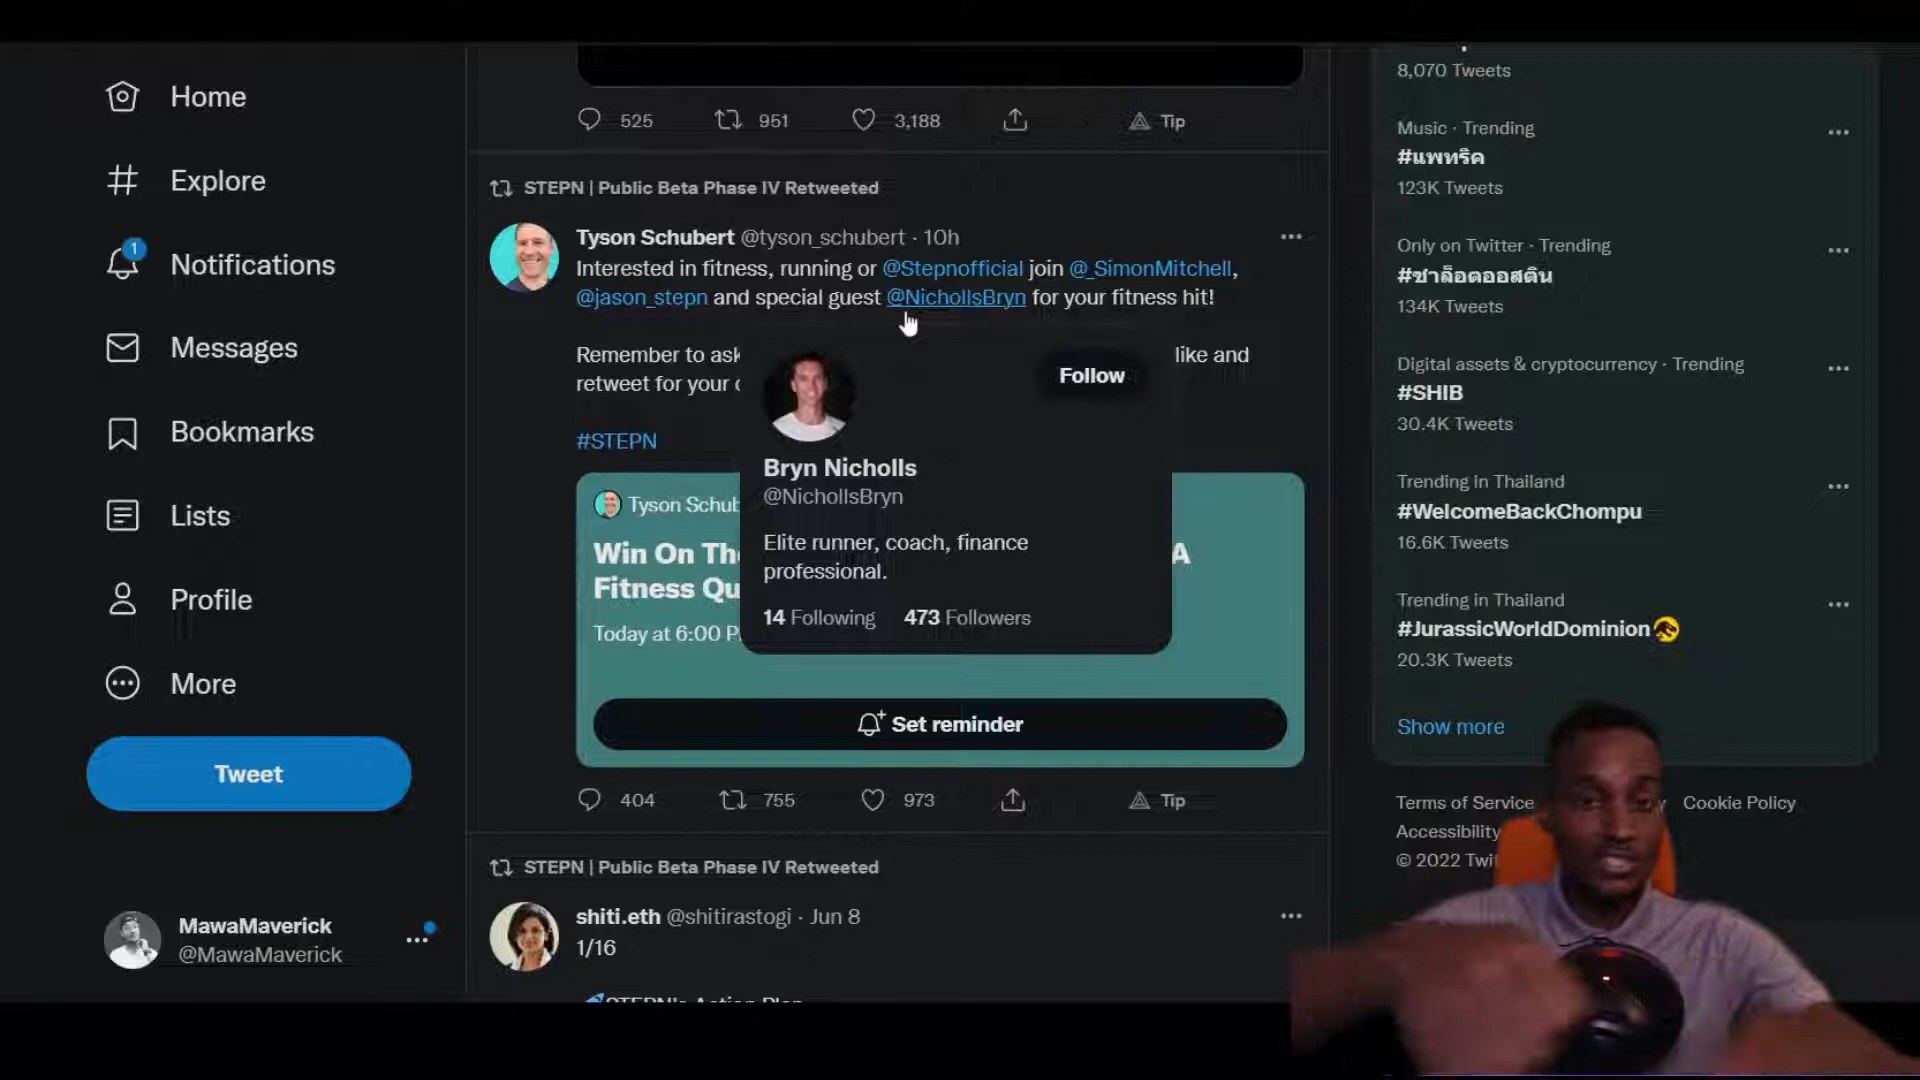 Home
Explore
1
Notifications
Messages
Bookmarks
Lists
Profile
More
Tweet
MawaMaverick
@MawaMaverick
525 951 3,188 Tip
STEPN | Public Beta Phase IV Retweeted
Tyson Schubert @tyson_schubert · 10h
Interested in fitness, running or @Stepnofficial join @_SimonMitchell,
@jason_stepn and special guest @NichollsBryn for your fitness hit!
Remember to ask like and
retweet for your
#STEPN
Tyson Schub
Win On The A
Fitness Qu
Today at 6:00 P
Follow
Bryn Nicholls
@NichollsBryn
Elite runner, coach, finance
professional.
14 Following 473 Followers
Set reminder
404 755 973 Tip
STEPN | Public Beta Phase IV Retweeted
shiti.eth @shitirastogi · Jun 8
1/16
STEPN's Action Plan
8,070 Tweets
Music · Trending
#แพทริค
123K Tweets
Only on Twitter · Trending
#ชาล็อตออสติน
134K Tweets
Digital assets & cryptocurrency · Trending
#SHIB
30.4K Tweets
Trending in Thailand
#WelcomeBackChompu
16.6K Tweets
Trending in Thailand
#JurassicWorldDominion
20.3K Tweets
Show more
Terms of Service Cookie Policy
Accessibility
© 2022 Twi